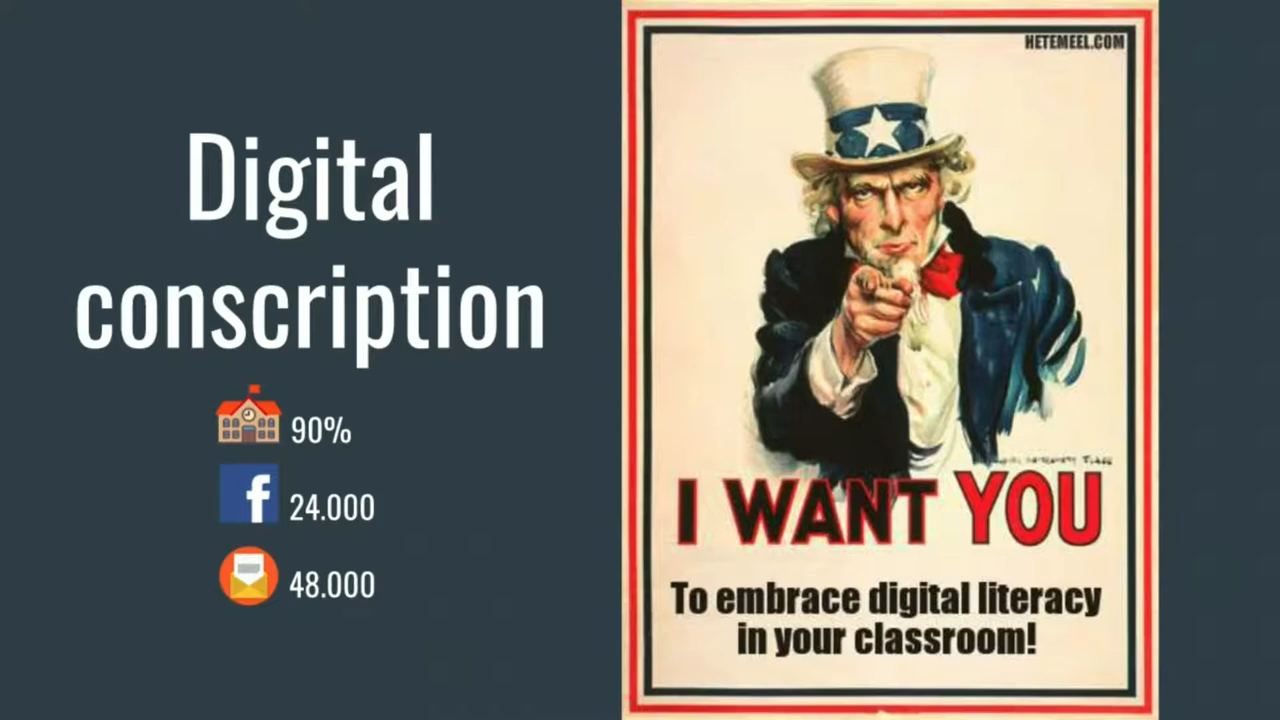 Digital
conscription
90%
24.000
48.000
HETEMEEL.COM
I WANT YOU
To embrace digital literacy
in your classroom!